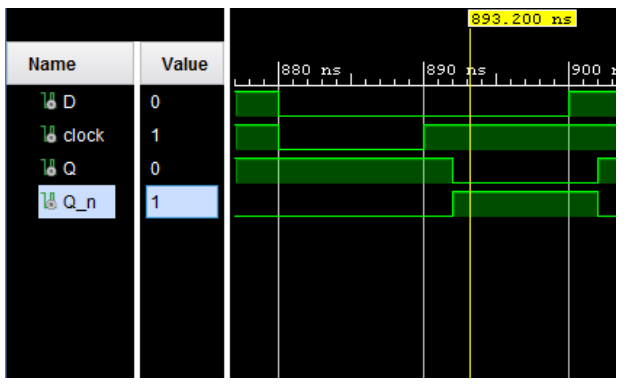 893.200 ns
Name Value
880 ns 890 ns 900
D 0
clock 1
Q 0
Q_n 1